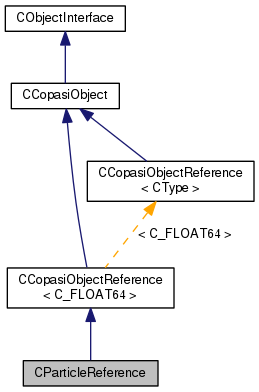 CObjectInterface
CCopasiObject
CCopasiObjectReference
< CType >
< C_FLOAT64 >
CCopasiObjectReference
< C_FLOAT64 >
CParticleReference